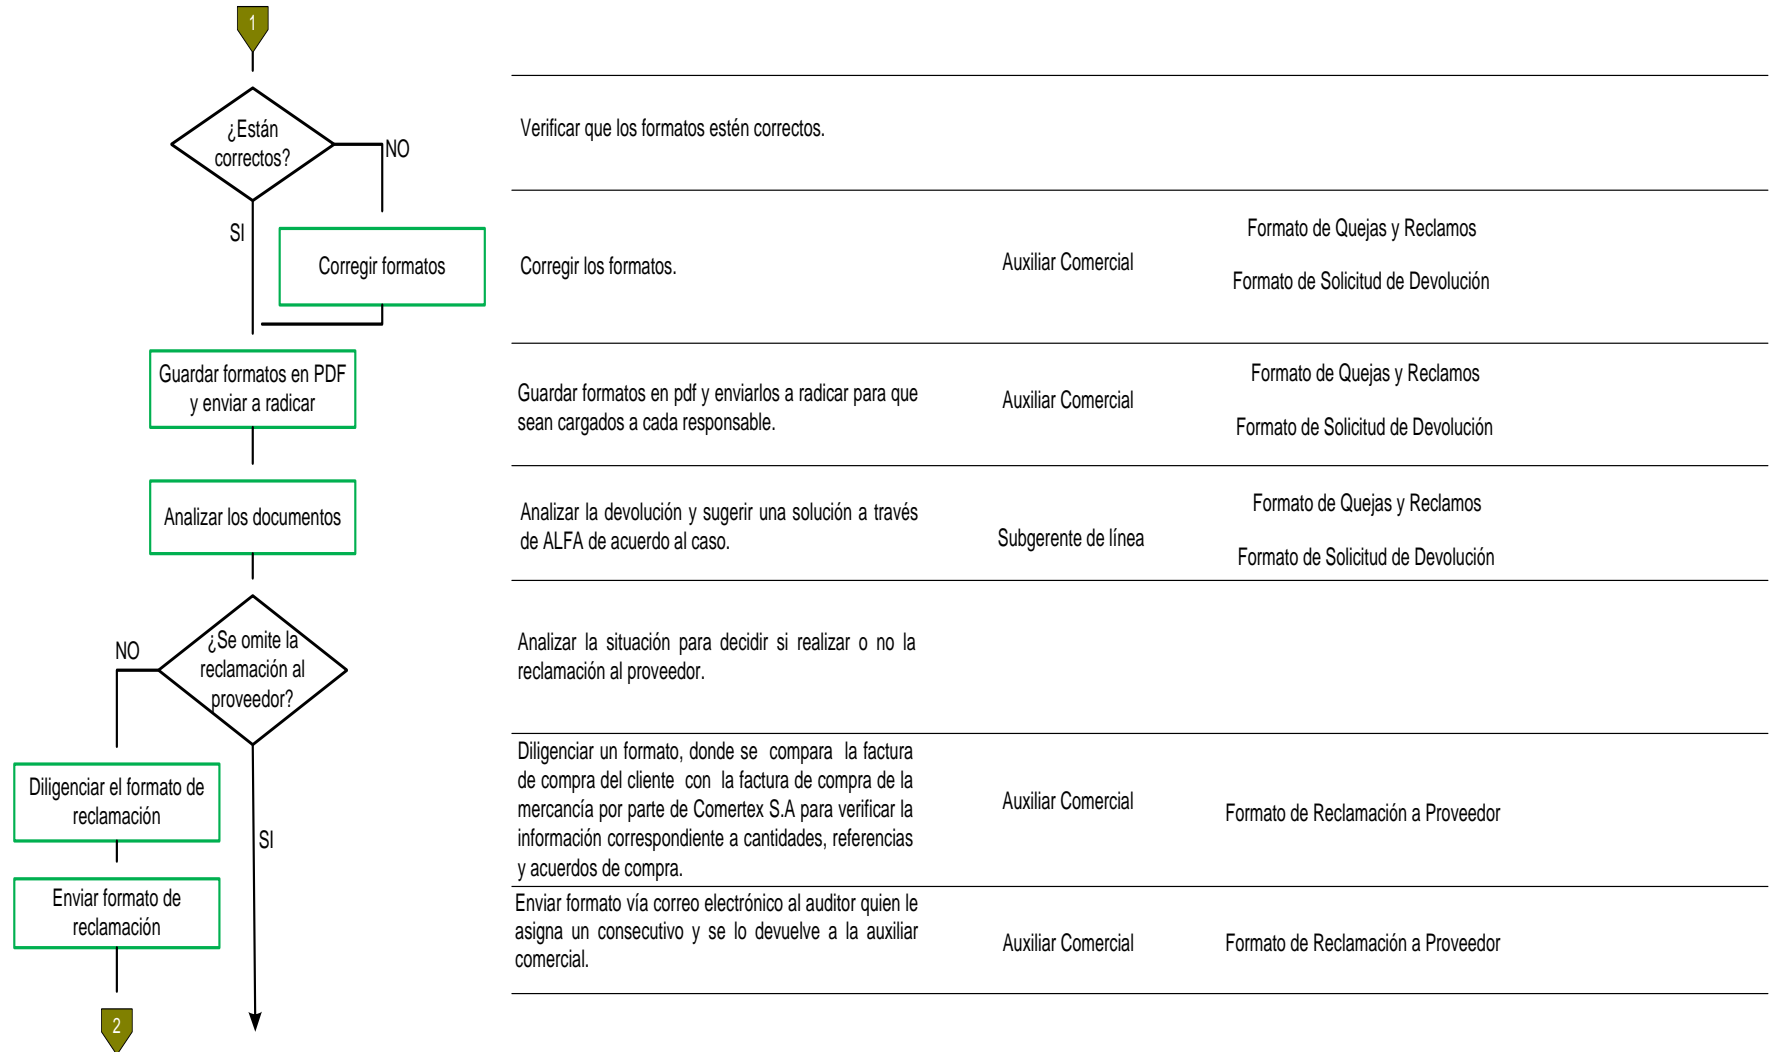 1
¿Están
correctos?
NO
SI
Verificar que los formatos estén correctos.
Corregir formatos
Corregir los formatos.
Auxiliar Comercial
Formato de Quejas y Reclamos
Formato de Solicitud de Devolución
Guardar formatos en PDF
y enviar a radicar
Guardar formatos en pdf y enviarlos a radicar para que
sean cargados a cada responsable.
Auxiliar Comercial
Formato de Quejas y Reclamos
Formato de Solicitud de Devolución
Analizar los documentos
Analizar la devolución y sugerir una solución a través
de ALFA de acuerdo al caso.
Subgerente de línea
Formato de Quejas y Reclamos
Formato de Solicitud de Devolución
¿Se omite la
reclamación al
proveedor?
NO
SI
Analizar la situación para decidir si realizar o no la
reclamación al proveedor.
Diligenciar el formato de
reclamación
Diligenciar un formato, donde se compara la factura
de compra del cliente con la factura de compra de la
mercancía por parte de Comertex S.A para verificar la
información correspondiente a cantidades, referencias
y acuerdos de compra.
Auxiliar Comercial
Formato de Reclamación a Proveedor
Enviar formato de
reclamación
Enviar formato vía correo electrónico al auditor quien le
asigna un consecutivo y se lo devuelve a la auxiliar
comercial.
Auxiliar Comercial
Formato de Reclamación a Proveedor
2